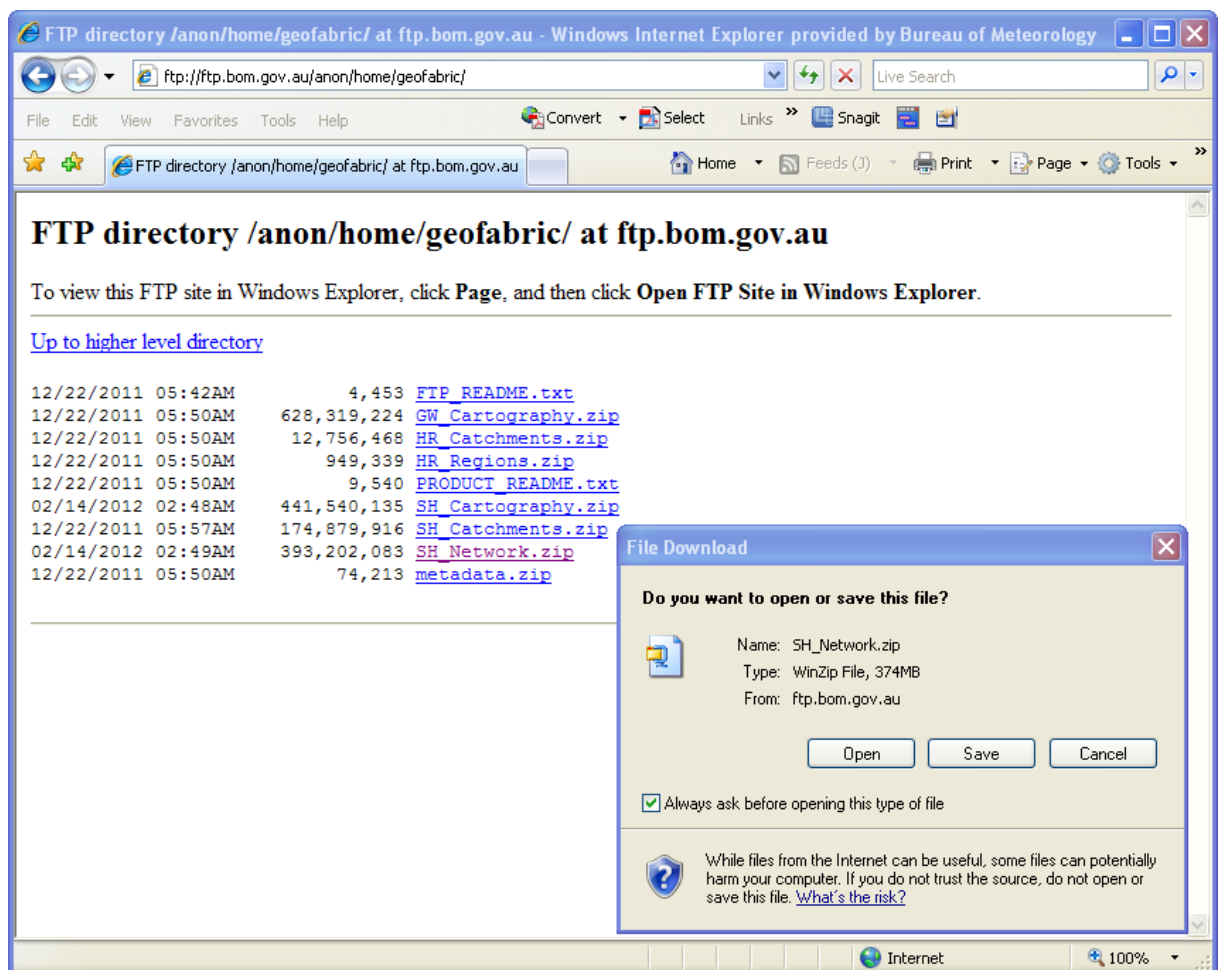 FTP directory /anon/home/geofabric/ at ftp.bom.gov.au - Windows Internet Explorer provided by Bureau of Meteorology
ftp://ftp.bom.gov.au/anon/home/geofabric/
Live Search
File Edit View Favorites Tools Help
Convert Select Links » Snagit
FTP directory /anon/home/geofabric/ at ftp.bom.gov.au
Home Feeds (J) Print Page Tools »
FTP directory /anon/home/geofabric/ at ftp.bom.gov.au
To view this FTP site in Windows Explorer, click Page, and then click Open FTP Site in Windows Explorer.
Up to higher level directory
12/22/2011 05:42AM 4,453 FTP_README.txt
12/22/2011 05:50AM 628,319,224 GW_Cartography.zip
12/22/2011 05:50AM 12,756,468 HR_Catchments.zip
12/22/2011 05:50AM 949,339 HR_Regions.zip
12/22/2011 05:50AM 9,540 PRODUCT_README.txt
02/14/2012 02:48AM 441,540,135 SH_Cartography.zip
12/22/2011 05:57AM 174,879,916 SH_Catchments.zip
02/14/2012 02:49AM 393,202,083 SH_Network.zip
12/22/2011 05:50AM 74,213 metadata.zip
File Download
Do you want to open or save this file?
Name: SH_Network.zip
Type: WinZip File, 374MB
From: ftp.bom.gov.au
Open Save Cancel
Always ask before opening this type of file
While files from the Internet can be useful, some files can potentially
harm your computer. If you do not trust the source, do not open or
save this file. What's the risk?
Internet 100%